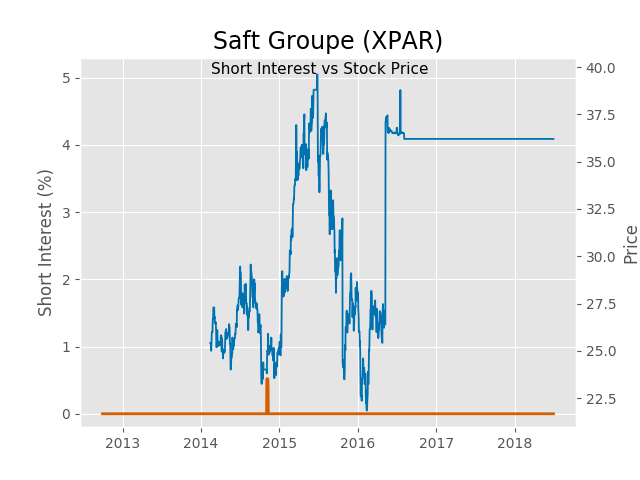 Saft Groupe (XPAR)
Short Interest vs Stock Price
Short Interest (%)
5
4
3
2
1
0
40.0
37.5
35.0
32.5
30.0
27.5
25.0
22.5
Price
2013 2014 2015 2016 2017 2018